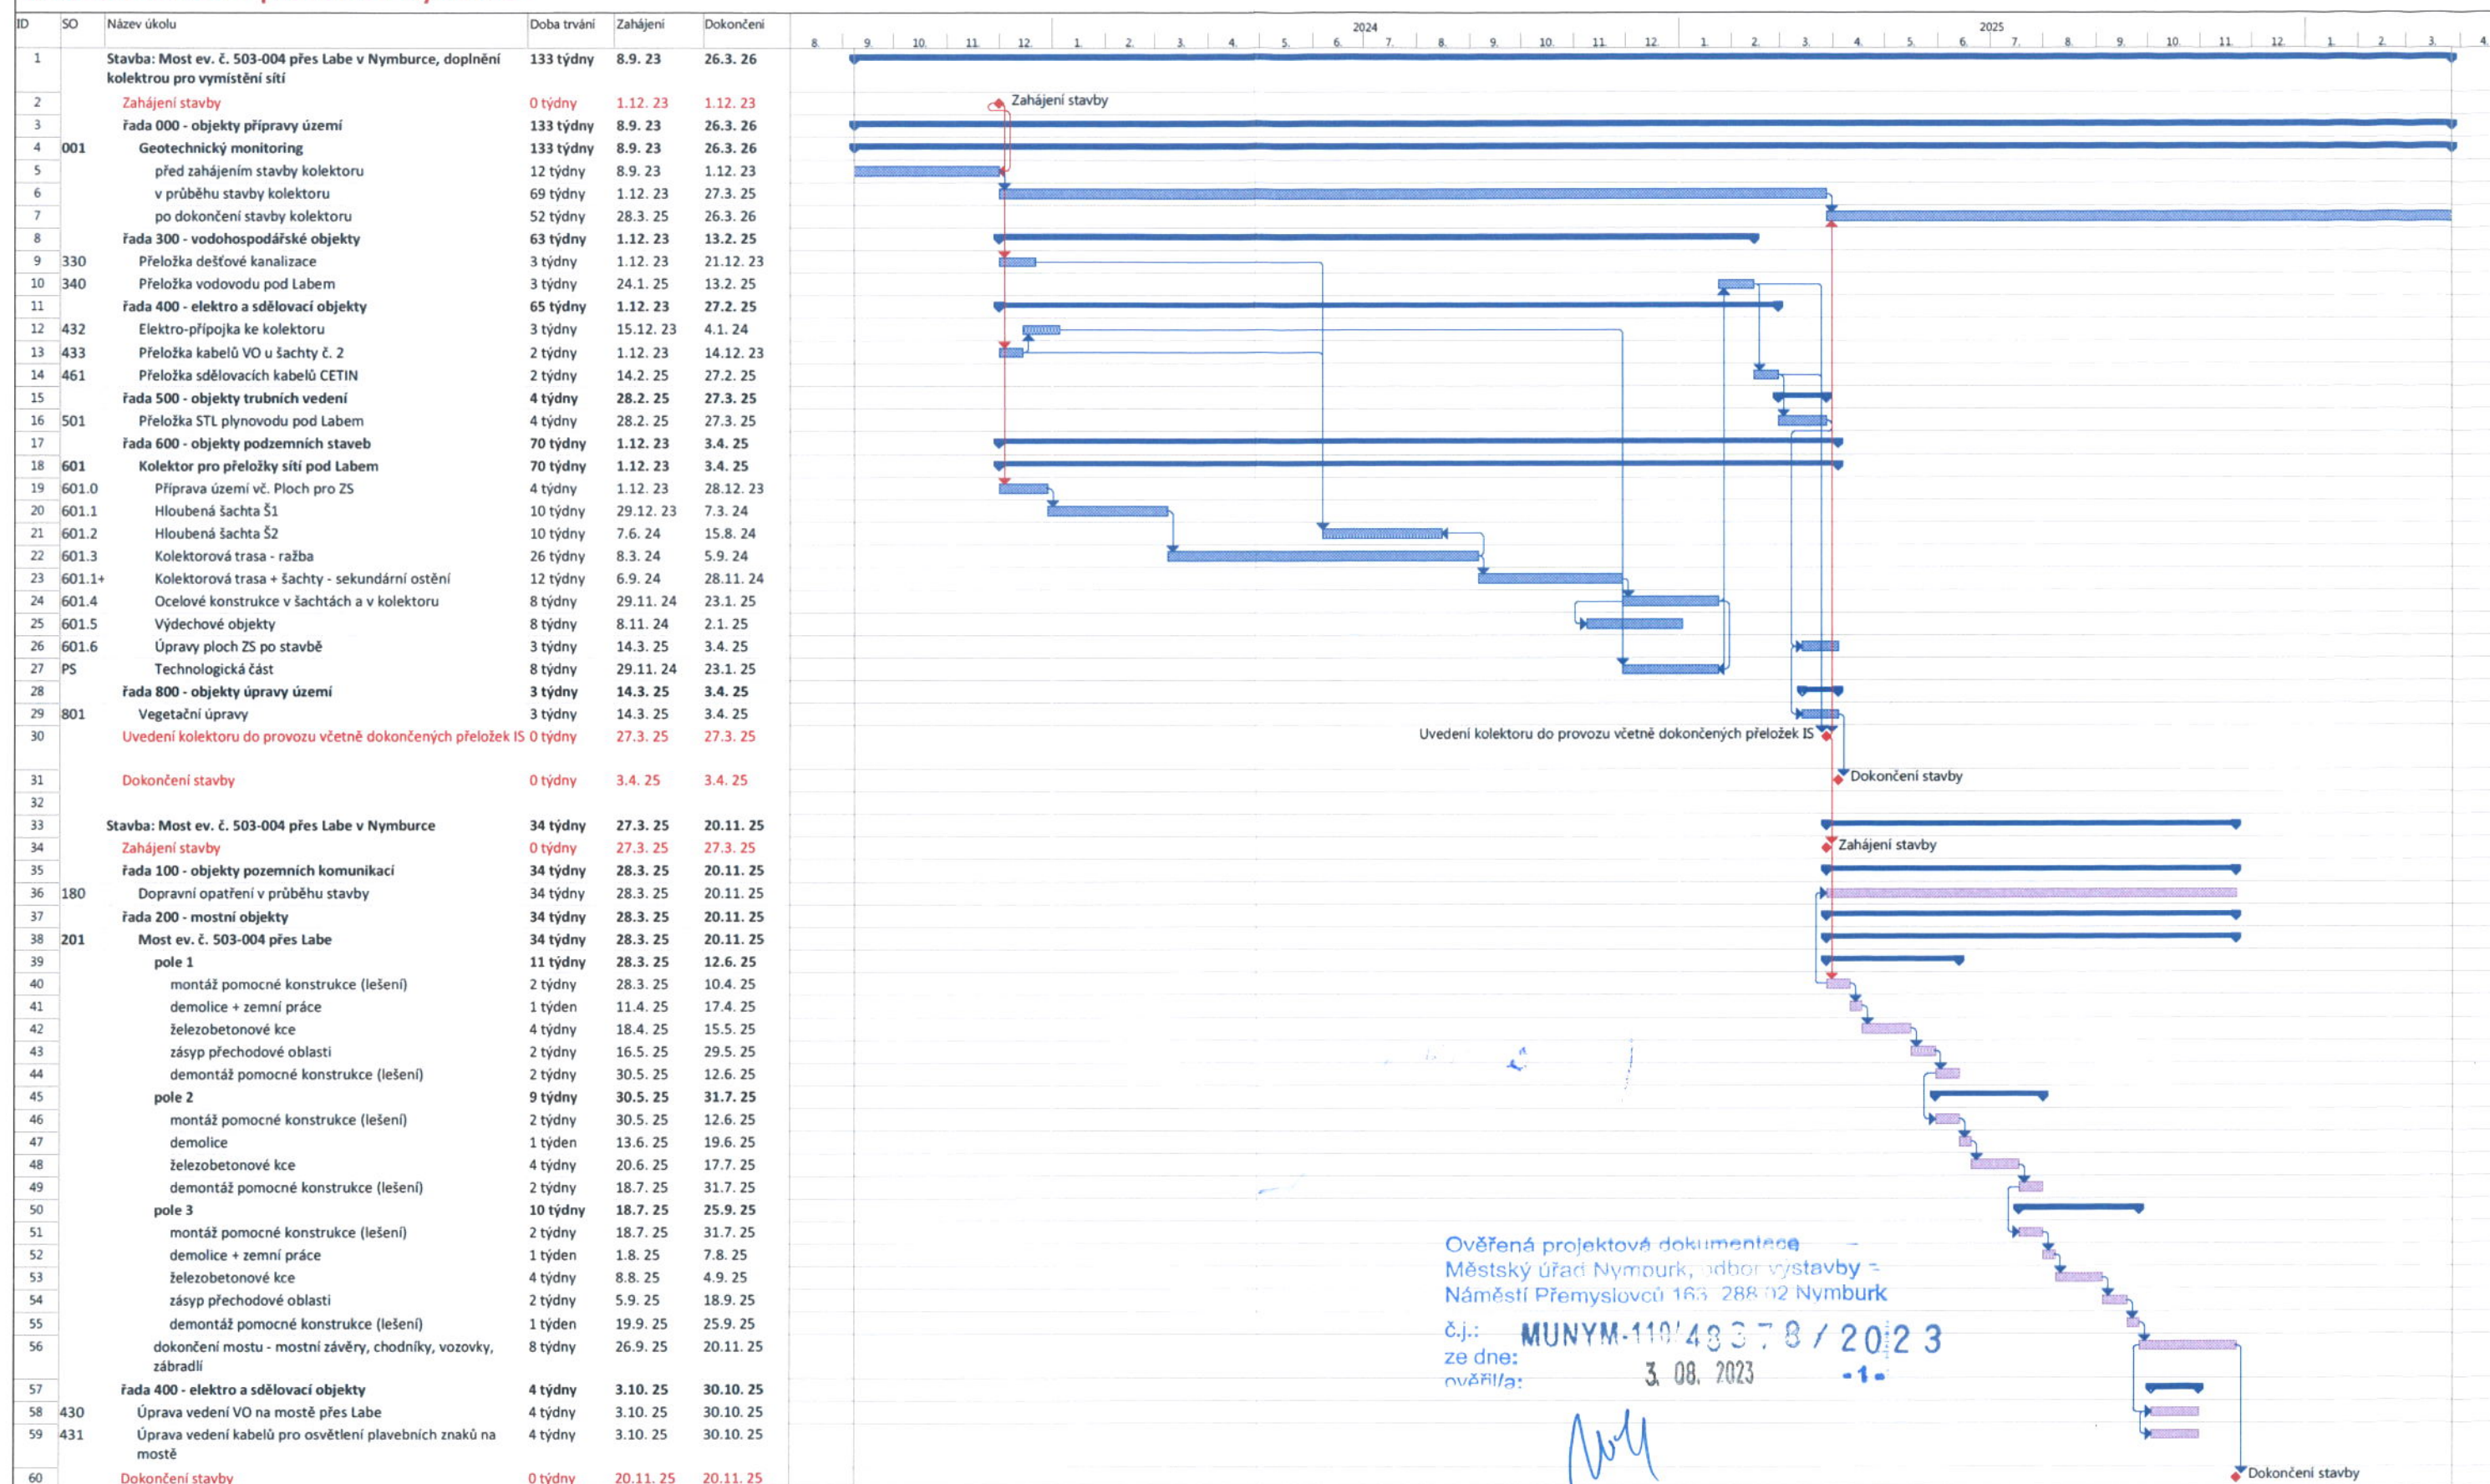 ID SO Název úkolu Doba trvání Zahájení Dokončení
2024 2025
8. 9. 10. 11. 12. 1. 2. 3. 4. 5. 6. 7. 8. 9. 10. 11. 12. 1. 2. 3. 4. 5. 6. 7. 8. 9. 10. 11. 12. 1. 2. 3. 4.
1 Stavba: Most ev. č. 503-004 přes Labe v Nymburce, doplnění 133 týdny 8.9. 23 26.3. 26
kolektrou pro vymístění sítí
2 Zahájení stavby 0 týdny 1.12. 23 1.12. 23 Zahájení stavby
3 řada 000 - objekty přípravy území 133 týdny 8.9. 23 26.3. 26
4 001 Geotechnický monitoring 133 týdny 8.9. 23 26.3. 26
5 před zahájením stavby kolektoru 12 týdny 8.9. 23 1.12. 23
6 v průběhu stavby kolektoru 69 týdny 1.12. 23 27.3. 25
7 po dokončení stavby kolektoru 52 týdny 28.3. 25 26.3. 26
8 řada 300 - vodohospodářské objekty 63 týdny 1.12. 23 13.2. 25
9 330 Přeložka dešťové kanalizace 3 týdny 1.12. 23 21.12. 23
10 340 Přeložka vodovodu pod Labem 3 týdny 24.1. 25 13.2. 25
11 řada 400 - elektro a sdělovací objekty 65 týdny 1.12. 23 27.2. 25
12 432 Elektro-přípojka ke kolektoru 3 týdny 15.12. 23 4.1. 24
13 433 Přeložka kabelů VO u šachty č. 2 2 týdny 1.12. 23 14.12. 23
14 461 Přeložka sdělovacích kabelů CETIN 2 týdny 14.2. 25 27.2. 25
15 řada 500 - objekty trubních vedení 4 týdny 28.2. 25 27.3. 25
16 501 Přeložka STL plynovodu pod Labem 4 týdny 28.2. 25 27.3. 25
17 řada 600 - objekty podzemních staveb 70 týdny 1.12. 23 3.4. 25
18 601 Kolektor pro přeložky sítí pod Labem 70 týdny 1.12. 23 3.4. 25
19 601.0 Příprava území vč. Ploch pro ZS 4 týdny 1.12. 23 28.12. 23
20 601.1 Hloubená šachta Š1 10 týdny 29.12. 23 7.3. 24
21 601.2 Hloubená šachta Š2 10 týdny 7.6. 24 15.8. 24
22 601.3 Kolektorová trasa - ražba 26 týdny 8.3. 24 5.9. 24
23 601.1+ Kolektorová trasa + šachty - sekundární ostění 12 týdny 6.9. 24 28.11. 24
24 601.4 Ocelové konstrukce v šachtách a v kolektoru 8 týdny 29.11. 24 23.1. 25
25 601.5 Výdechové objekty 8 týdny 8.11. 24 2.1. 25
26 601.6 Úpravy ploch ZS po stavbě 3 týdny 14.3. 25 3.4. 25
27 PS Technologická část 8 týdny 29.11. 24 23.1. 25
28 řada 800 - objekty úpravy území 3 týdny 14.3. 25 3.4. 25
29 801 Vegetační úpravy 3 týdny 14.3. 25 3.4. 25
30 Uvedení kolektoru do provozu včetně dokončených přeložek IS 0 týdny 27.3. 25 27.3. 25 Uvedení kolektoru do provozu včetně dokončených přeložek IS
31 Dokončení stavby 0 týdny 3.4. 25 3.4. 25 Dokončení stavby
32
33 Stavba: Most ev. č. 503-004 přes Labe v Nymburce 34 týdny 27.3. 25 20.11. 25
34 Zahájení stavby 0 týdny 27.3. 25 27.3. 25 Zahájení stavby
35 řada 100 - objekty pozemních komunikací 34 týdny 28.3. 25 20.11. 25
36 180 Dopravní opatření v průběhu stavby 34 týdny 28.3. 25 20.11. 25
37 řada 200 - mostní objekty 34 týdny 28.3. 25 20.11. 25
38 201 Most ev. č. 503-004 přes Labe 34 týdny 28.3. 25 20.11. 25
39 pole 1 11 týdny 28.3. 25 12.6. 25
40 montáž pomocné konstrukce (lešení) 2 týdny 28.3. 25 10.4. 25
41 demolice + zemní práce 1 týden 11.4. 25 17.4. 25
42 železobetonové kce 4 týdny 18.4. 25 15.5. 25
43 zásyp přechodové oblasti 2 týdny 16.5. 25 29.5. 25
44 demontáž pomocné konstrukce (lešení) 2 týdny 30.5. 25 12.6. 25
45 pole 2 9 týdny 30.5. 25 31.7. 25
46 montáž pomocné konstrukce (lešení) 2 týdny 30.5. 25 12.6. 25
47 demolice 1 týden 13.6. 25 19.6. 25
48 železobetonové kce 4 týdny 20.6. 25 17.7. 25
49 demontáž pomocné konstrukce (lešení) 2 týdny 18.7. 25 31.7. 25
50 pole 3 10 týdny 18.7. 25 25.9. 25
51 montáž pomocné konstrukce (lešení) 2 týdny 18.7. 25 31.7. 25
52 demolice + zemní práce 1 týden 1.8. 25 7.8. 25
53 železobetonové kce 4 týdny 8.8. 25 4.9. 25
54 zásyp přechodové oblasti 2 týdny 5.9. 25 18.9. 25
55 demontáž pomocné konstrukce (lešení) 1 týden 19.9. 25 25.9. 25
56 dokončení mostu - mostní závěry, chodníky, vozovky, 8 týdny 26.9. 25 20.11. 25
zábradlí
57 řada 400 - elektro a sdělovací objekty 4 týdny 3.10. 25 30.10. 25
58 430 Úprava vedení VO na mostě přes Labe 4 týdny 3.10. 25 30.10. 25
59 431 Úprava vedení kabelů pro osvětlení plavebních znaků na 4 týdny 3.10. 25 30.10. 25
mostě
60 Dokončení stavby 0 týdny 20.11. 25 20.11. 25 Dokončení stavby
Ověřená projektová dokumentace
Městský úřad Nymburk, odbor výstavby
Náměstí Přemyslovců 163 288 02 Nymburk
č.j.: MUNYM-110/48378/2023
ze dne: 3. 08. 2023
ověřil/a: -1-